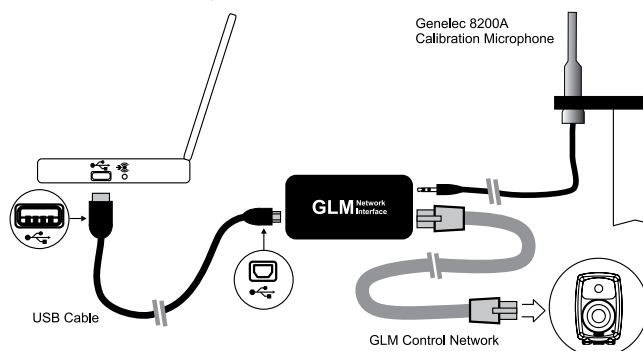 Genelec 8200A
Calibration Microphone
GLM Network
Interface
USB Cable
GLM Control Network